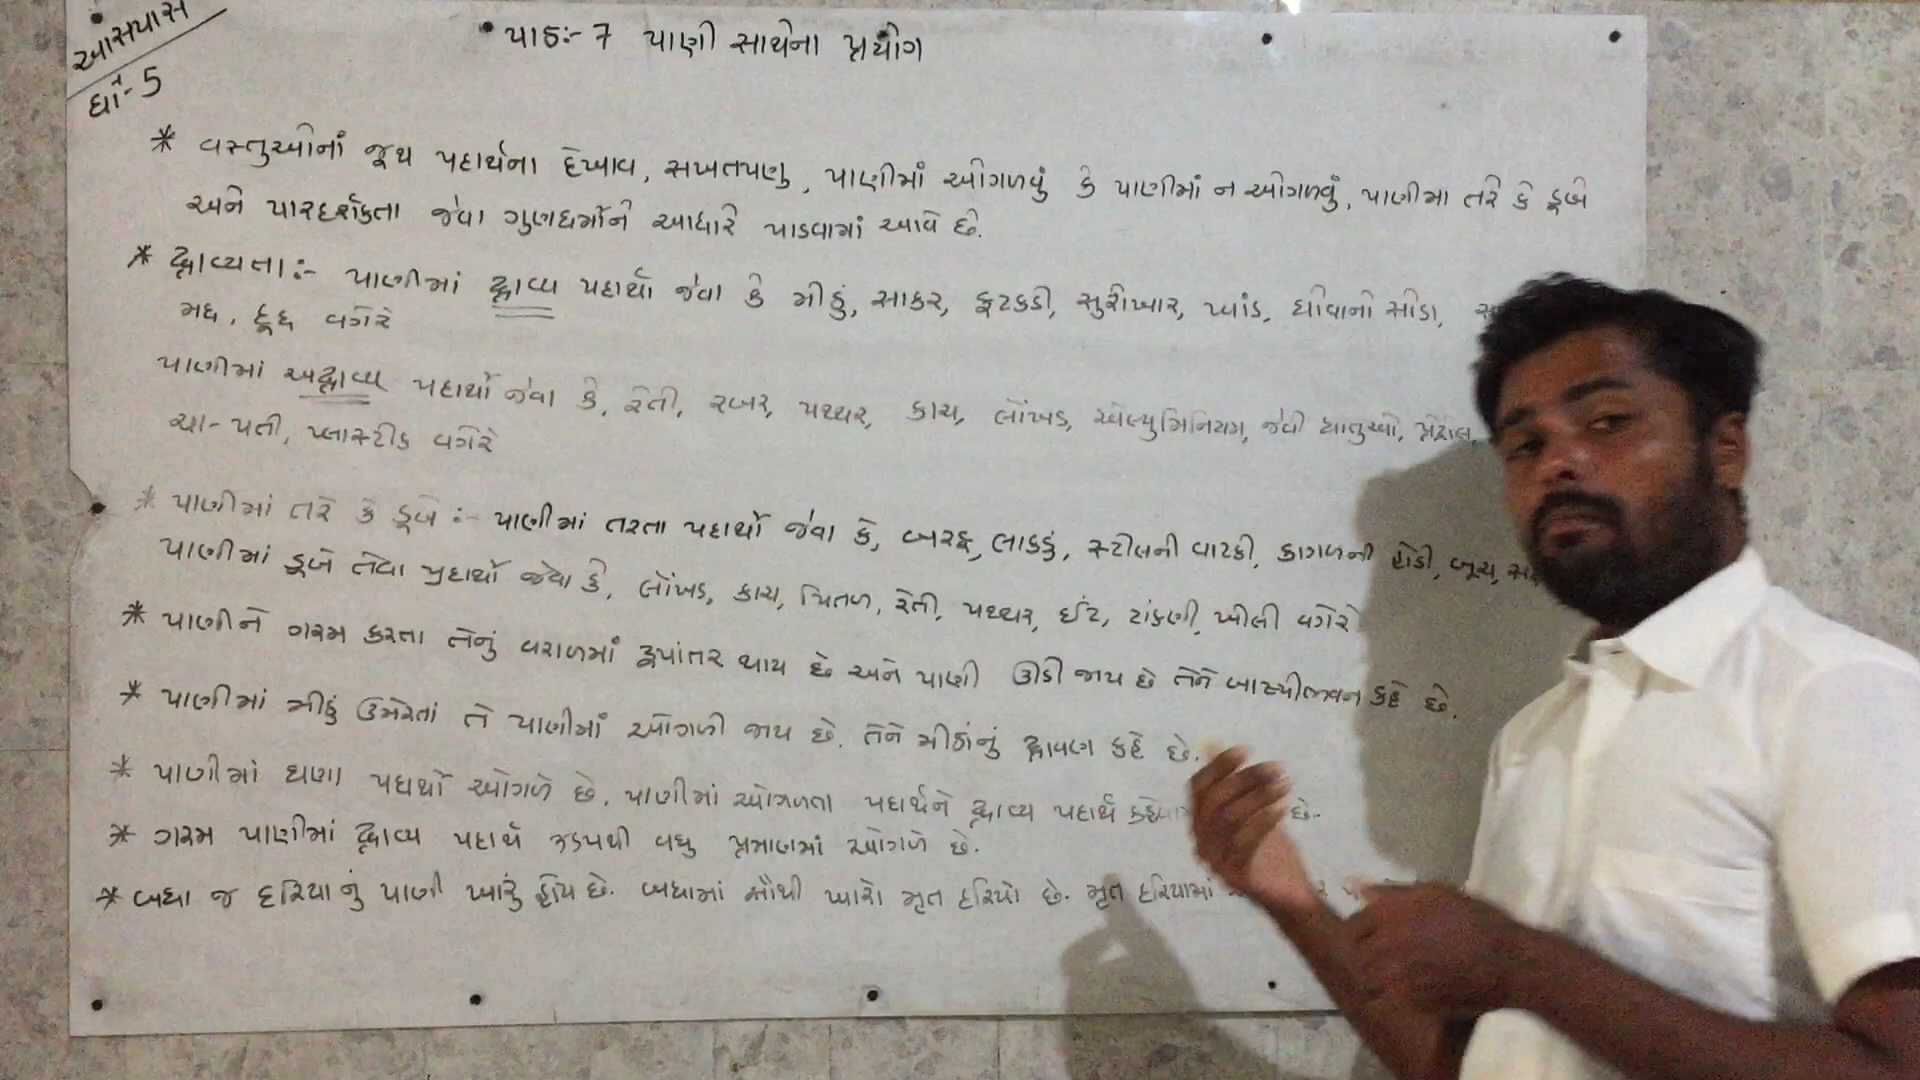 આસપાસ
ધો-5
પાઠ:- 7 પાણી સાથેના પ્રયોગ
* વસ્તુઓનાં જૂથ પદાર્થના દેખાવ, સખતપણુ, પાણીમાં ઓગળવું કે પાણીમાં ન ઓગળવું, પાણીમા તરે કે ડૂબે
અને પારદર્શકતા જેવા ગુણધર્મોને આધારે પાડવામાં આવે છે.
* દ્રાવ્યતા:- પાણીમાં દ્રાવ્ય પદાર્થો જેવા કે મીઠું, સાકર, ફટકડી, સુરોખાર, ખાંડ, ધોવાનો સોડા,
મધ, દૂધ વગેરે
પાણીમાં અદ્રાવ્ય પદાર્થો જેવા કે, રેતી, રબર, પથ્થર, કાચ, લોંખડ, એલ્યુમિનિયમ, જેવી ધાતુઓ, પેટ્રોલ,
ચા-પતી, પ્લાસ્ટીક વગેરે
* પાણીમાં તરે કે ડૂબે :- પાણીમાં તરતા પદાર્થો જેવા કે, બરફ, લાકડું, સ્ટીલની વાટકી, કાગળની હોડી, બૂચ,
પાણીમાં ડૂબે તેવા પદાર્થો જેવા કે, લોંખડ, કાચ, પિતળ, રેતી, પથ્થર, ઈંટ, ટાંકણી, ખીલી વગેરે
* પાણીને ગરમ કરતા તેનું વરાળમાં રૂપાંતર થાય છે અને પાણી ઊડી જાય છે તેને બાષ્પીભવન કહે છે.
* પાણીમાં મીઠું ઉમેરતાં તે પાણીમાં ઓગળી જાય છે. તેને મીઠાંનું દ્રાવણ કહે છે.
* પાણીમાં ઘણા પદાર્થો ઓગળે છે. પાણીમાં ઓગળતા પદાર્થને દ્રાવ્ય પદાર્થ છે.
* ગરમ પાણીમાં દ્રાવ્ય પદાર્થ ઝડપથી વધુ પ્રમાણમાં ઓગળે છે.
* બધા જ દરિયાનું પાણી ખારું હોય છે. બધામાં સૌથી ખારો મૃત દરિયો છે. મૃત દરિયામાં